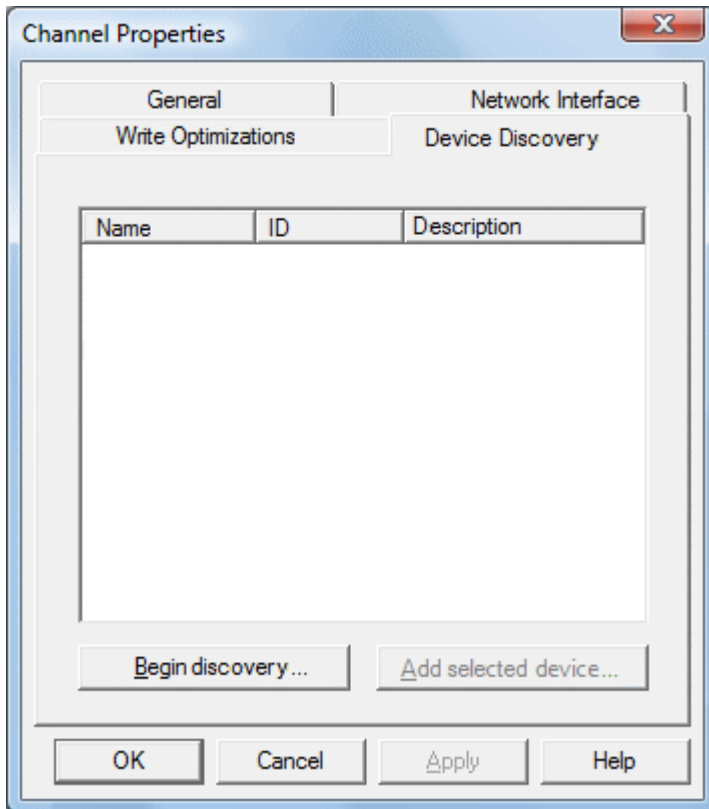 Channel Properties
General Network Interface
Write Optimizations Device Discovery
Name ID Description
Begin discovery... Add selected device...
OK Cancel Apply Help